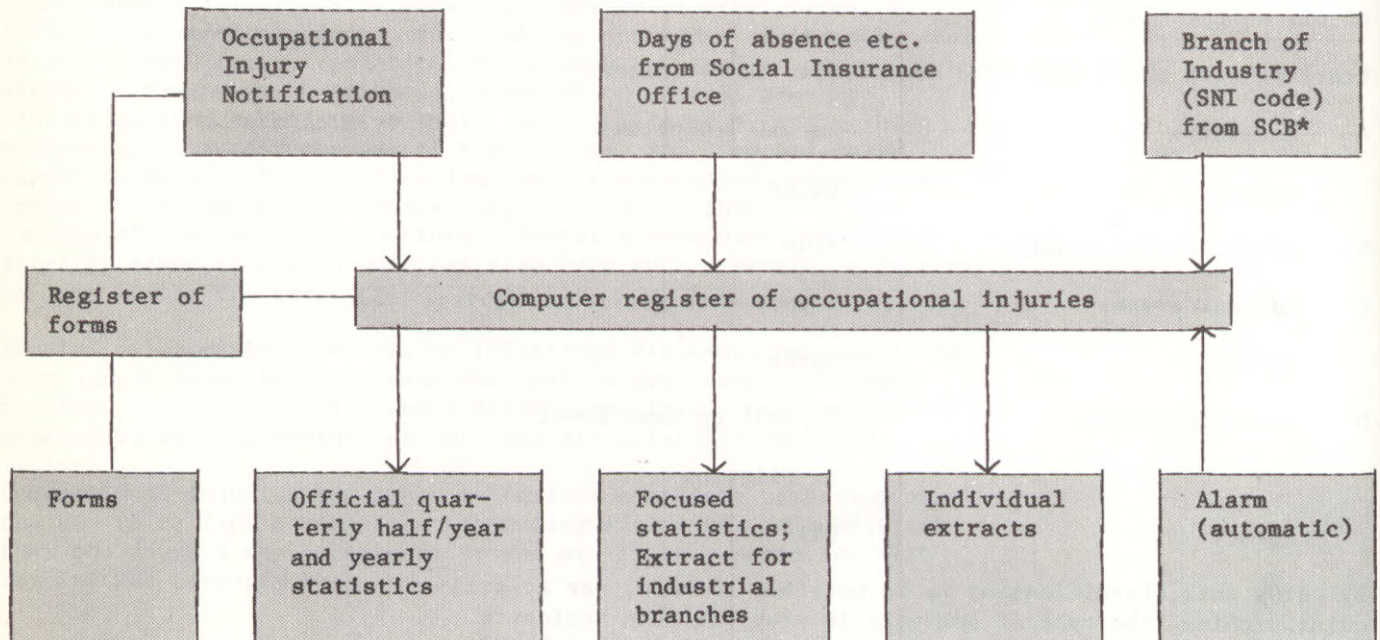 Occupational
Injury
Notification
Days of absence etc.
from Social Insurance
Office
Branch of
Industry
(SNI code)
from SCB*
Register of
forms
Computer register of occupational injuries
Forms
Official quar-
terly half/year
and yearly
statistics
Focused
statistics;
Extract for
industrial
branches
Individual
extracts
Alarm
(automatic)